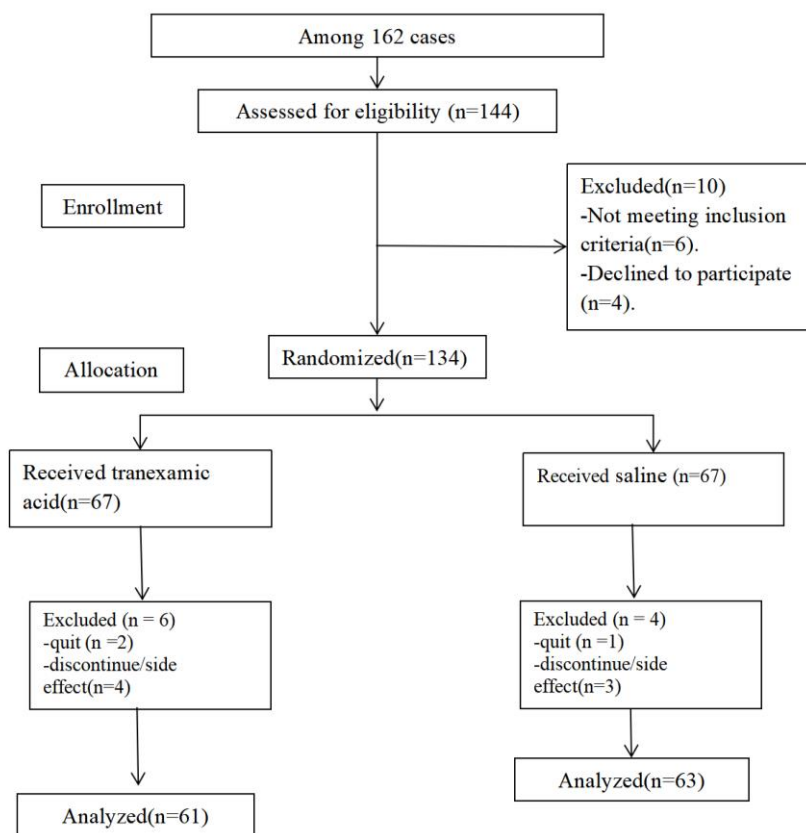 Among 162 cases
Assessed for eligibility (n=144)
Enrollment
Excluded(n=10)
-Not meeting inclusion
criteria(n=6).
-Declined to participate
(n=4).
Randomized(n=134)
Allocation
Received tranexamic
acid(n=67)
Received saline (n=67)
Excluded (n = 6)
-quit (n =2)
-discontinue/side
effect(n=4)
Excluded (n = 4)
-quit (n =1)
-discontinue/side
effect(n=3)
Analyzed(n=61)
Analyzed(n=63)